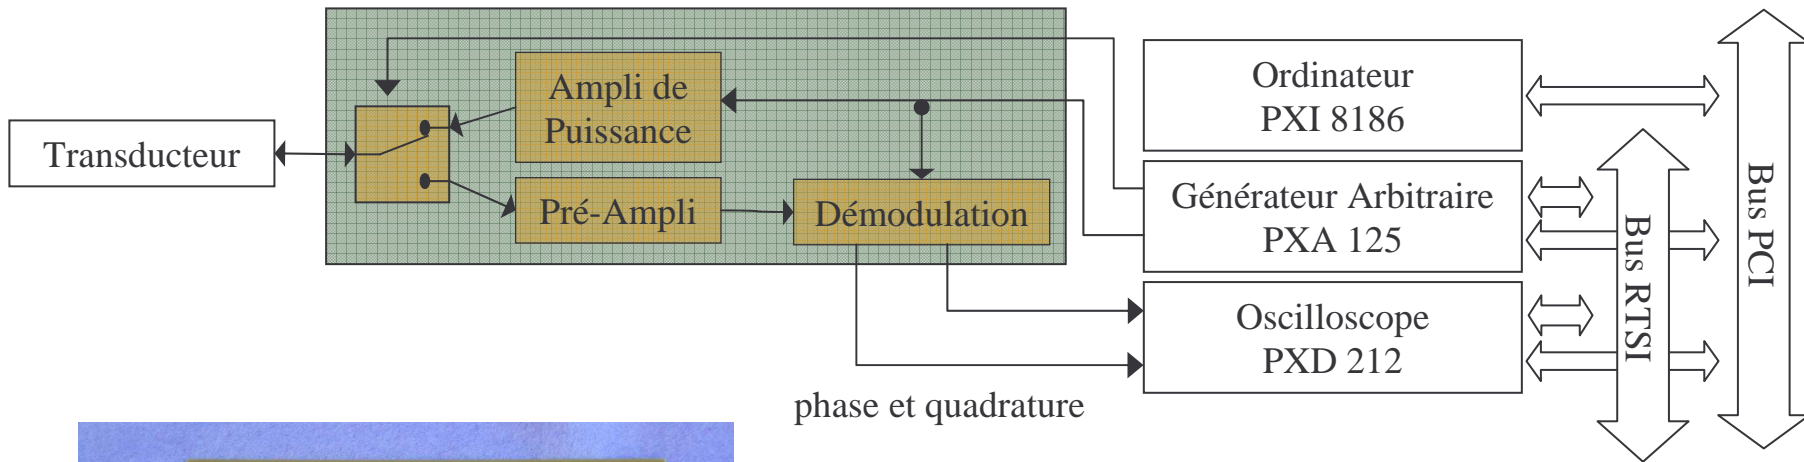 Transducteur
Ampli de
Puissance
Pré-Ampli
Démodulation
Ordinateur
PXI 8186
Générateur Arbitraire
PXA 125
Oscilloscope
PXD 212
phase et quadrature
Bus RTSI
Bus PCI